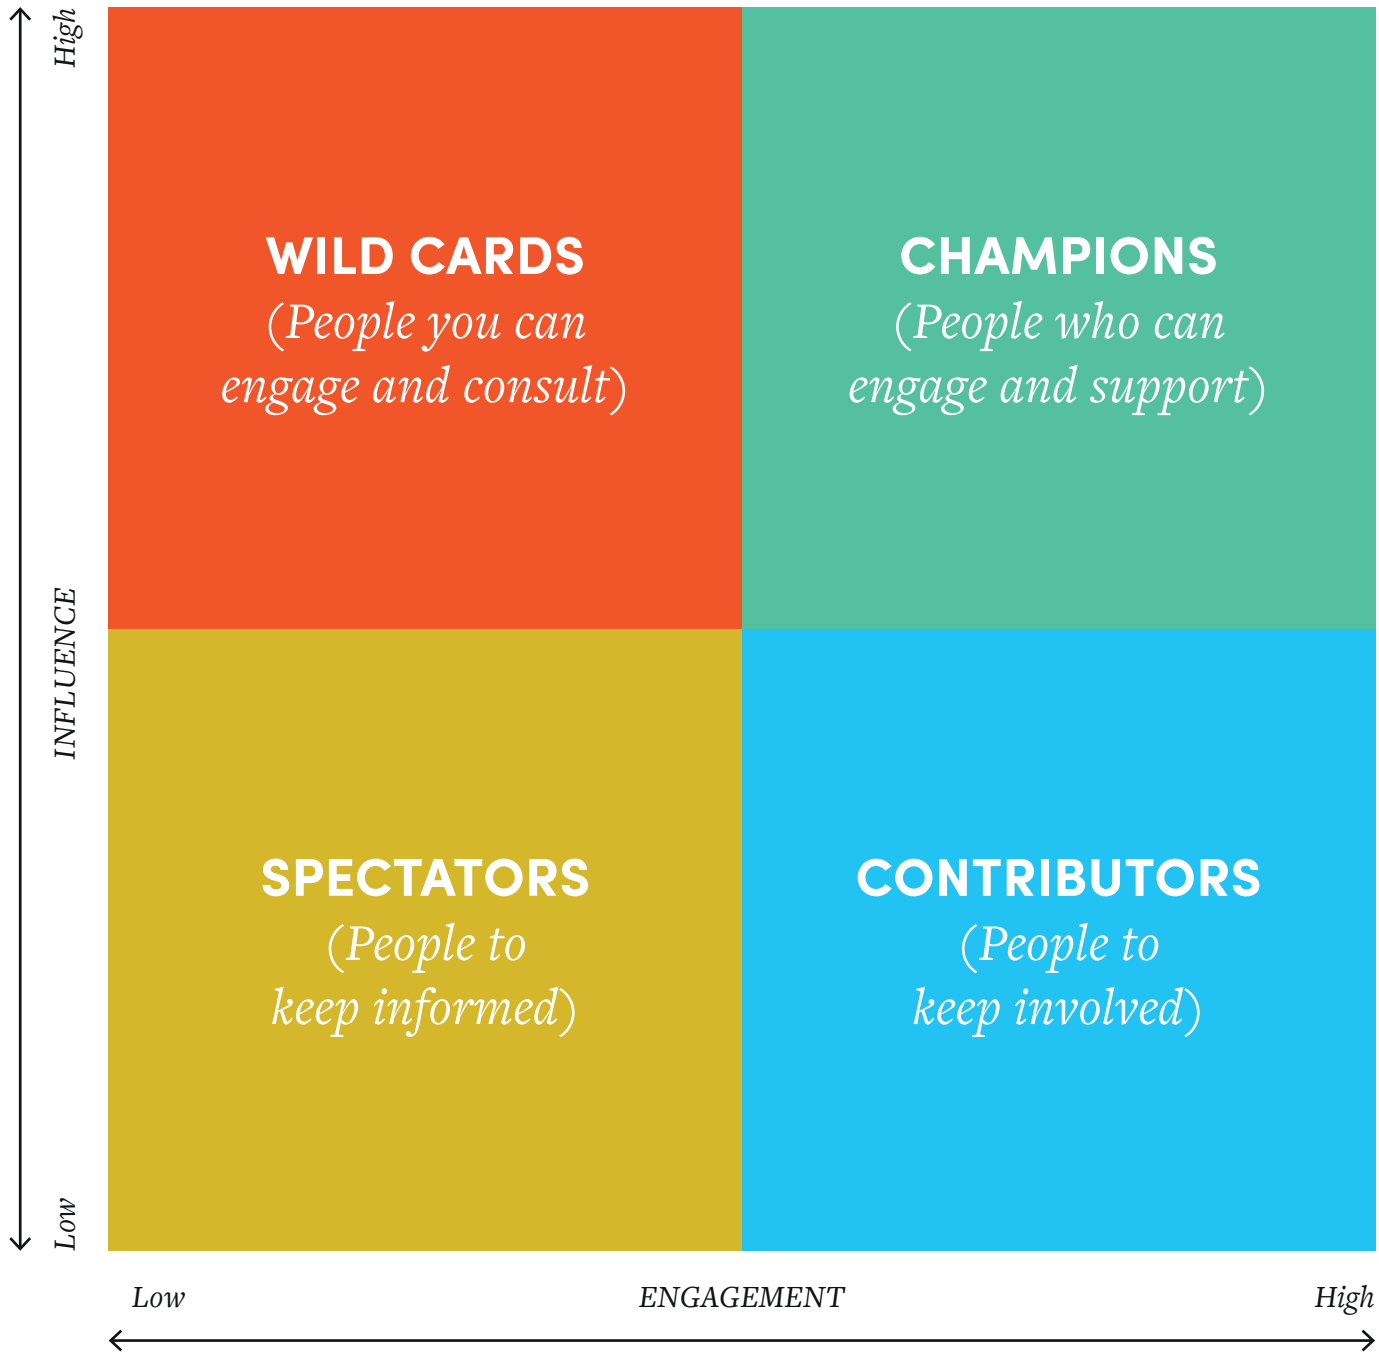 High
WILD CARDS
(People you can
engage and consult)
CHAMPIONS
(People who can
engage and support)
INFLUENCE
SPECTATORS
(People to
keep informed)
CONTRIBUTORS
(People to
keep involved)
Low
Low
ENGAGEMENT
High